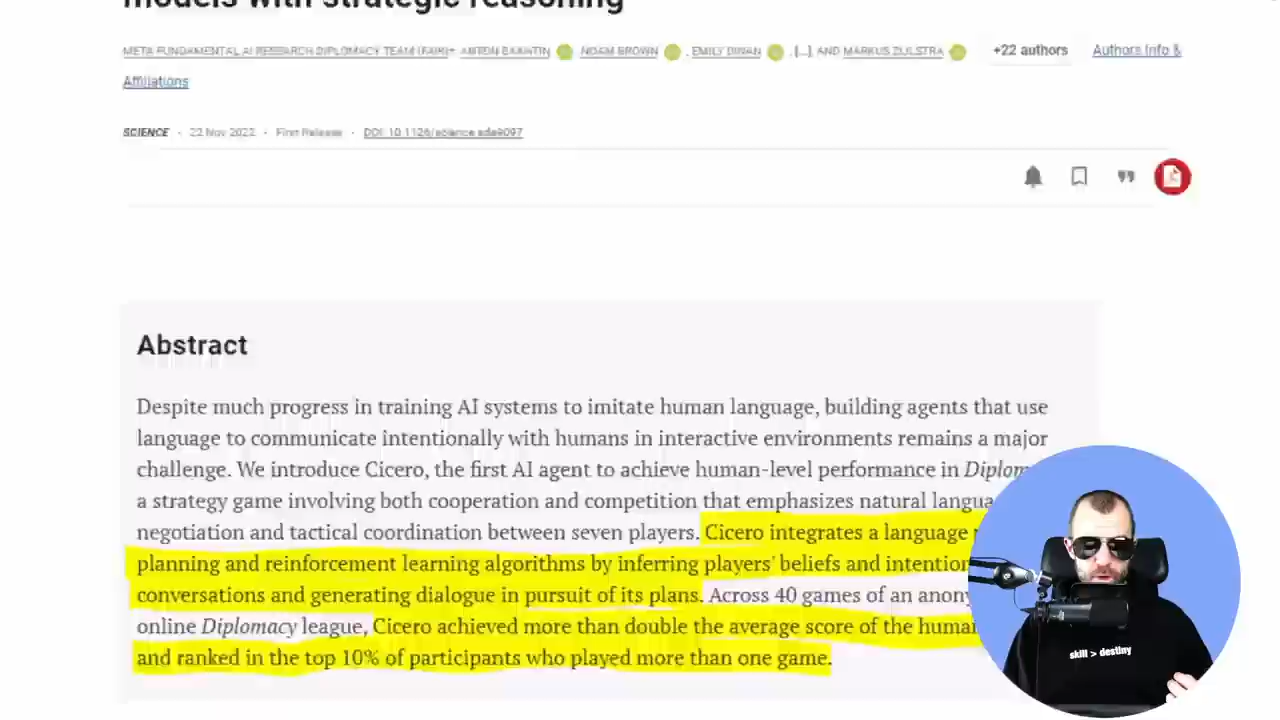 models with strategic reasoning
META FUNDAMENTAL AI RESEARCH DIPLOMACY TEAM (FAIR)† ANTON BAKHTIN , NOAM BROWN , EMILY DINAN , [...], AND MARKUS ZIJLSTRA +22 authors Authors Info &
Affiliations
SCIENCE · 22 Nov 2022 · First Release · DOI: 10.1126/science.ade9097
Abstract
Despite much progress in training AI systems to imitate human language, building agents that use
language to communicate intentionally with humans in interactive environments remains a major
challenge. We introduce Cicero, the first AI agent to achieve human-level performance in
a strategy game involving both cooperation and competition that emphasizes natural
negotiation and tactical coordination between seven players. Cicero integrates a language
planning and reinforcement learning algorithms by inferring players' beliefs and
conversations and generating dialogue in pursuit of its plans. Across 40 games of an
online Diplomacy league, Cicero achieved more than double the average score of the
and ranked in the top 10% of participants who played more than one game.
skill > destiny